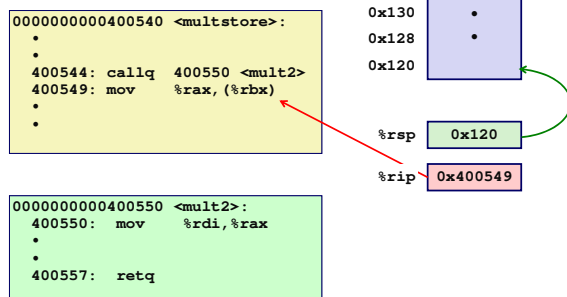 0000000000400540 <multstore>:
•
•
400544: callq 400550 <mult2>
400549: mov %rax,(%rbx)
•
•
0000000000400550 <mult2>:
400550: mov %rdi,%rax
•
•
400557: retq
0x130 •
0x128 •
0x120
%rsp 0x120
%rip 0x400549